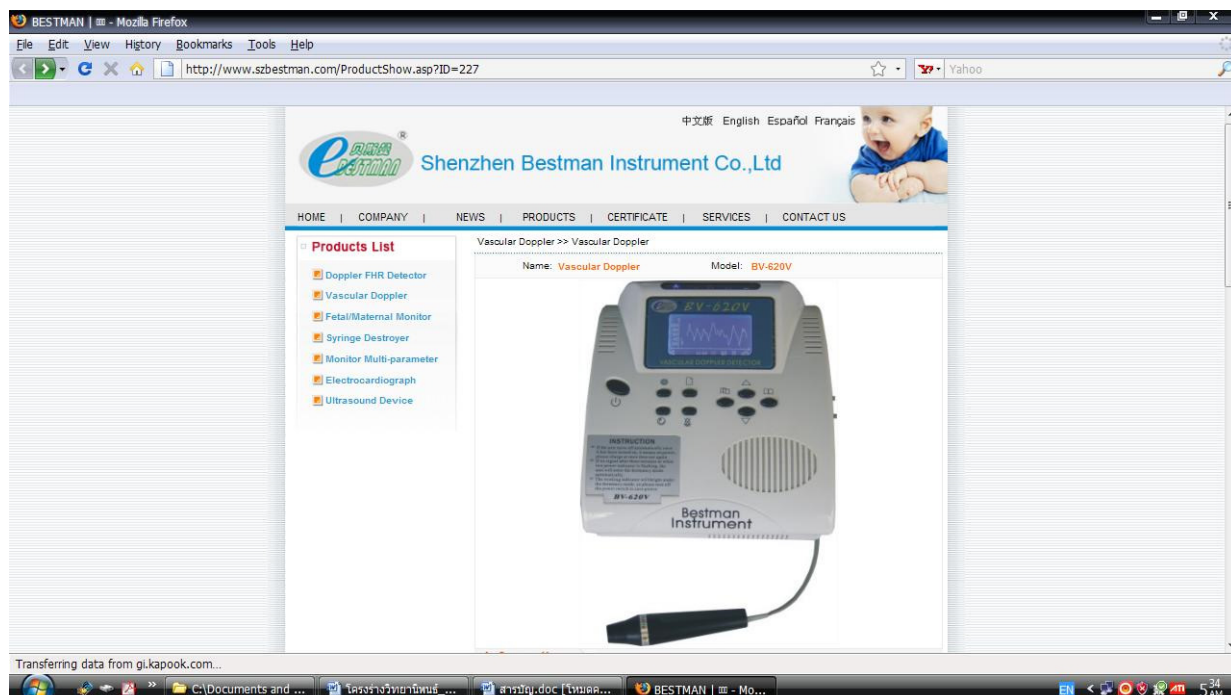 BESTMAN | - Mozilla Firefox
File Edit View History Bookmarks Tools Help
http://www.szbestman.com/ProductShow.asp?ID=227
Yahoo
中文版 English Español Français
贝斯曼
BESTMAN
®
Shenzhen Bestman Instrument Co.,Ltd
HOME | COMPANY | NEWS | PRODUCTS | CERTIFICATE | SERVICES | CONTACT US
Products List
Doppler FHR Detector
Vascular Doppler
Fetal/Maternal Monitor
Syringe Destroyer
Monitor Multi-parameter
Electrocardiograph
Ultrasound Device
Vascular Doppler >> Vascular Doppler
Name: Vascular Doppler Model: BV-620V
BV-620V
VASCULAR DOPPLER DETECTOR
INSTRUCTION
BV-620V
Bestman
Instrument
Transferring data from gi.kapook.com...
C:\Documents and ...
โครงร่างวิทยานิพนธ์_...
สารบัญ.doc [โหมดค...
BESTMAN | - Mo...
EN